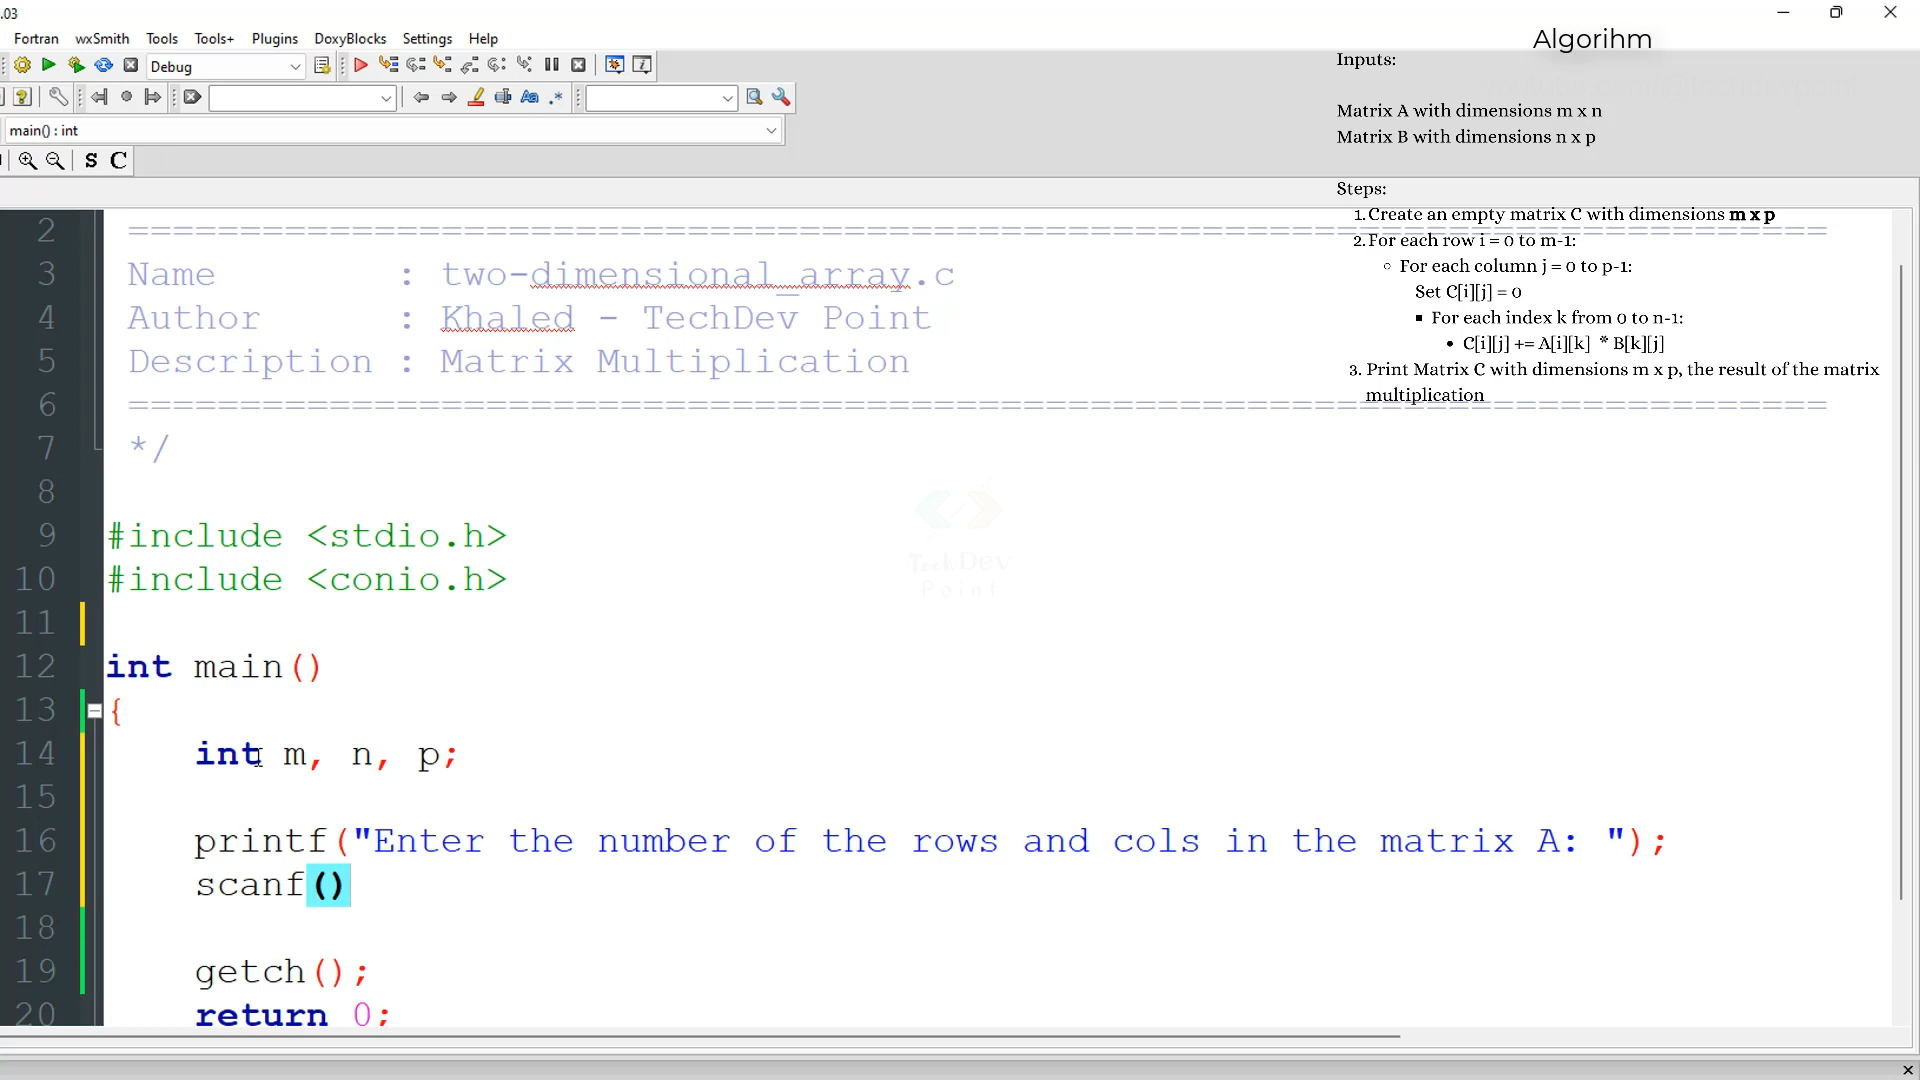 .03
Fortran wxSmith Tools Tools+ Plugins DoxyBlocks Settings Help
Debug
main() : int
S C
Algorihm
Inputs:
Matrix A with dimensions m x n
Matrix B with dimensions n x p
Steps:
1. Create an empty matrix C with dimensions m x p
2. For each row i = 0 to m-1:
○ For each column j = 0 to p-1:
Set C[i][j] = 0
▪ For each index k from 0 to n-1:
• C[i][j] += A[i][k] * B[k][j]
3. Print Matrix C with dimensions m x p, the result of the matrix
multiplication
2 ==============================================================================
3 Name : two-dimensional_array.c
4 Author : Khaled - TechDev Point
5 Description : Matrix Multiplication
6 ==============================================================================
7 */
8
9 #include <stdio.h>
10 #include <conio.h>
11
12 int main()
13 {
14 int m, n, p;
15
16 printf("Enter the number of the rows and cols in the matrix A: ");
17 scanf()
18
19 getch();
20 return 0;
TechDev
Point